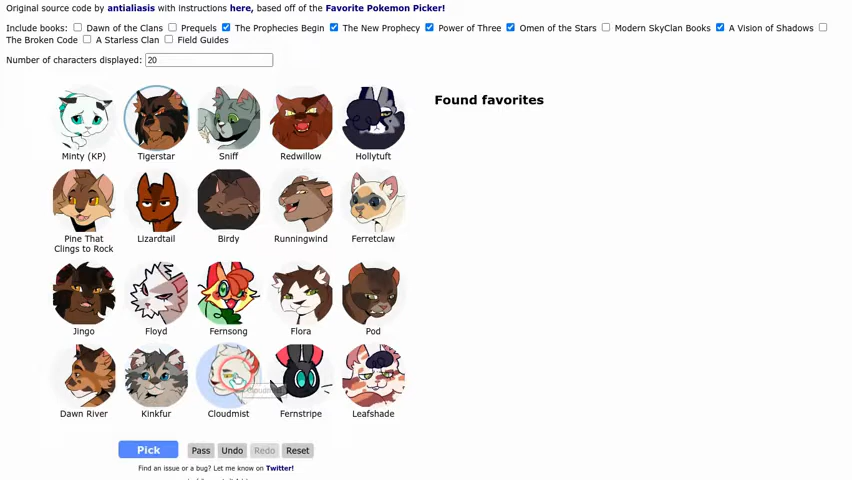 Original source code by antialiasis with instructions here, based off of the Favorite Pokemon Picker!
Include books: Dawn of the Clans Prequels The Prophecies Begin The New Prophecy Power of Three Omen of the Stars Modern SkyClan Books A Vision of Shadows
The Broken Code A Starless Clan Field Guides
Number of characters displayed: 20
Found favorites
Minty (KP) Tigerstar Sniff Redwillow Hollytuft
Pine That Clings to Rock Lizardtail Birdy Runningwind Ferretclaw
Jingo Floyd Fernsong Flora Pod
Dawn River Kinkfur Cloudmist Fernstripe Leafshade
Pick Pass Undo Redo Reset
Find an issue or a bug? Let me know on Twitter!